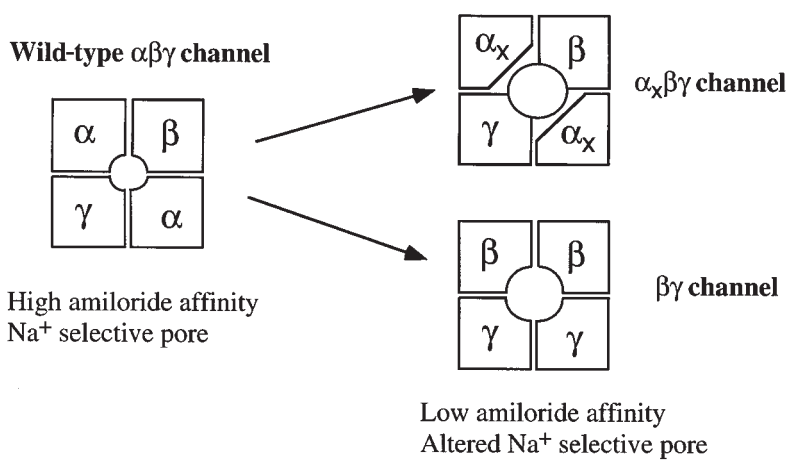 Wild-type αβγ channel
α β
γ α
High amiloride affinity
Na+ selective pore
αx β
γ αx
αxβγ channel
β β
γ γ
βγ channel
Low amiloride affinity
Altered Na+ selective pore